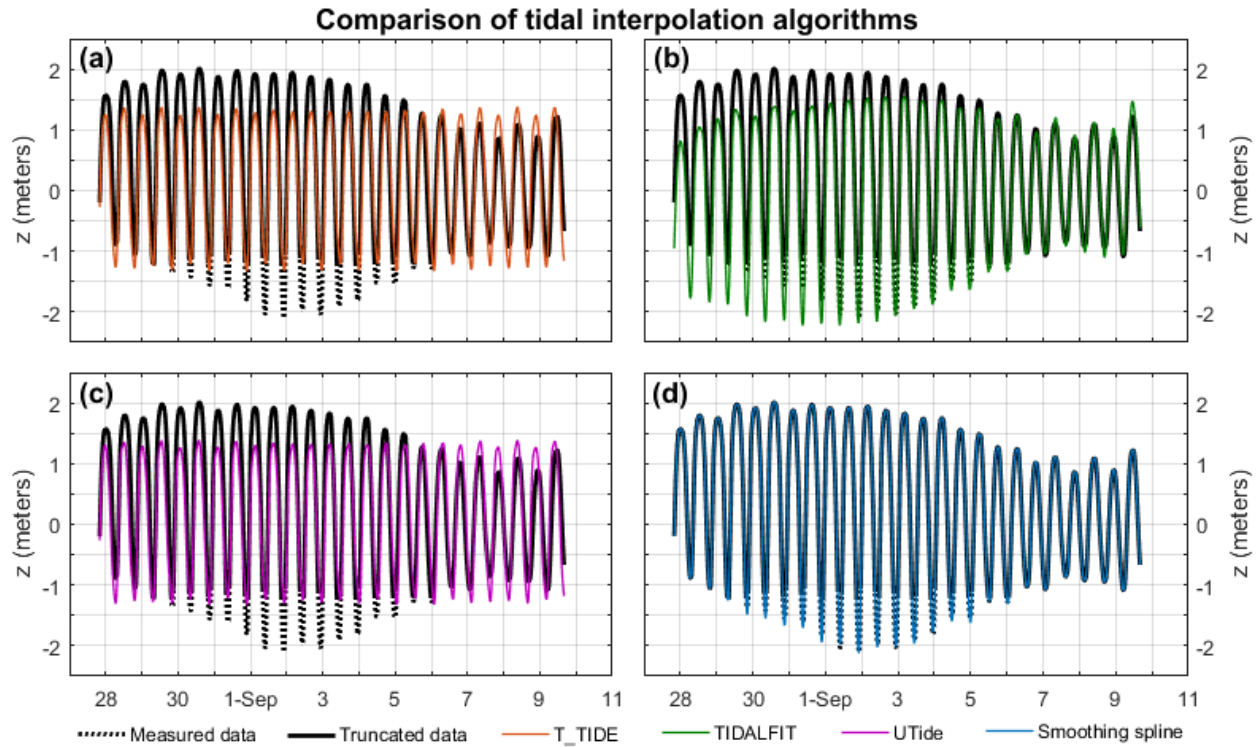 Comparison of tidal interpolation algorithms
(a)
(b)
2
1
0
-1
-2
z (meters)
2
1
0
-1
-2
z (meters)
(c)
(d)
2
1
0
-1
-2
z (meters)
2
1
0
-1
-2
z (meters)
28 30 1-Sep 3 5 7 9 11
28 30 1-Sep 3 5 7 9 11
Measured data Truncated data T_TIDE TIDALFIT UTide Smoothing spline